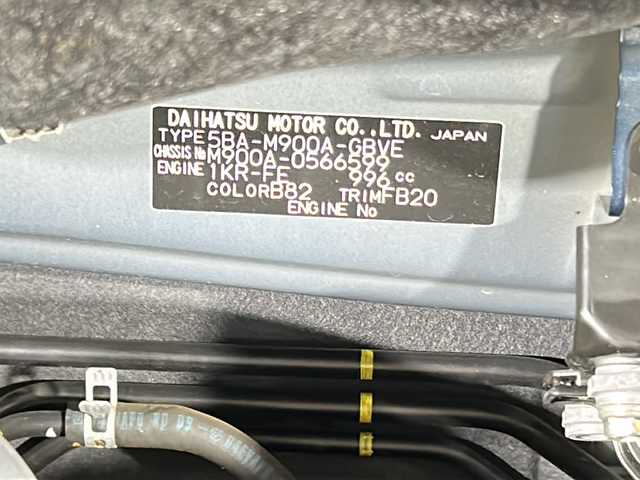 DAIHATSU MOTOR CO.,LTD. JAPAN
TYPE 5BA-M900A-GBVE
CHASSIS No M900A-0566599
ENGINE 1KR-FE 996 cc
COLOR B82 TRIM FB20
ENGINE No